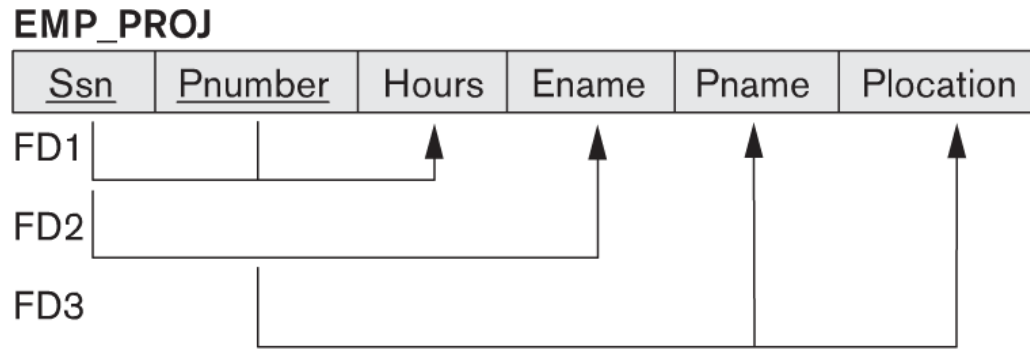 EMP_PROJ
Ssn Pnumber Hours Ename Pname Plocation
FD1
FD2
FD3